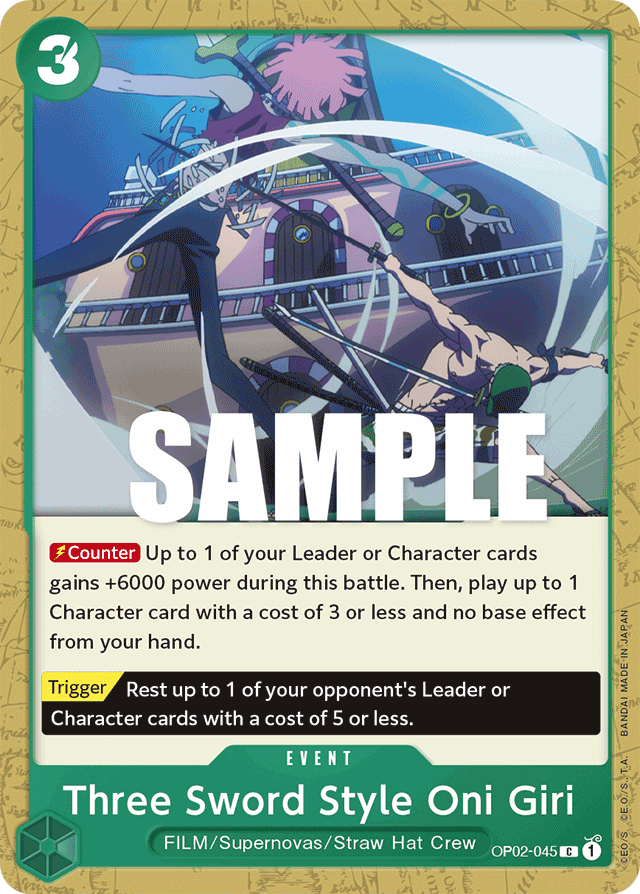 3
SAMPLE
Counter Up to 1 of your Leader or Character cards
gains +6000 power during this battle. Then, play up to 1
Character card with a cost of 3 or less and no base effect
from your hand.
Trigger Rest up to 1 of your opponent's Leader or
Character cards with a cost of 5 or less.
EVENT
Three Sword Style Oni Giri
FILM/Supernovas/Straw Hat Crew
OP02-045 C 1
©E.O/S. ©E.O./S., T.A. BANDAI MADE IN JAPAN